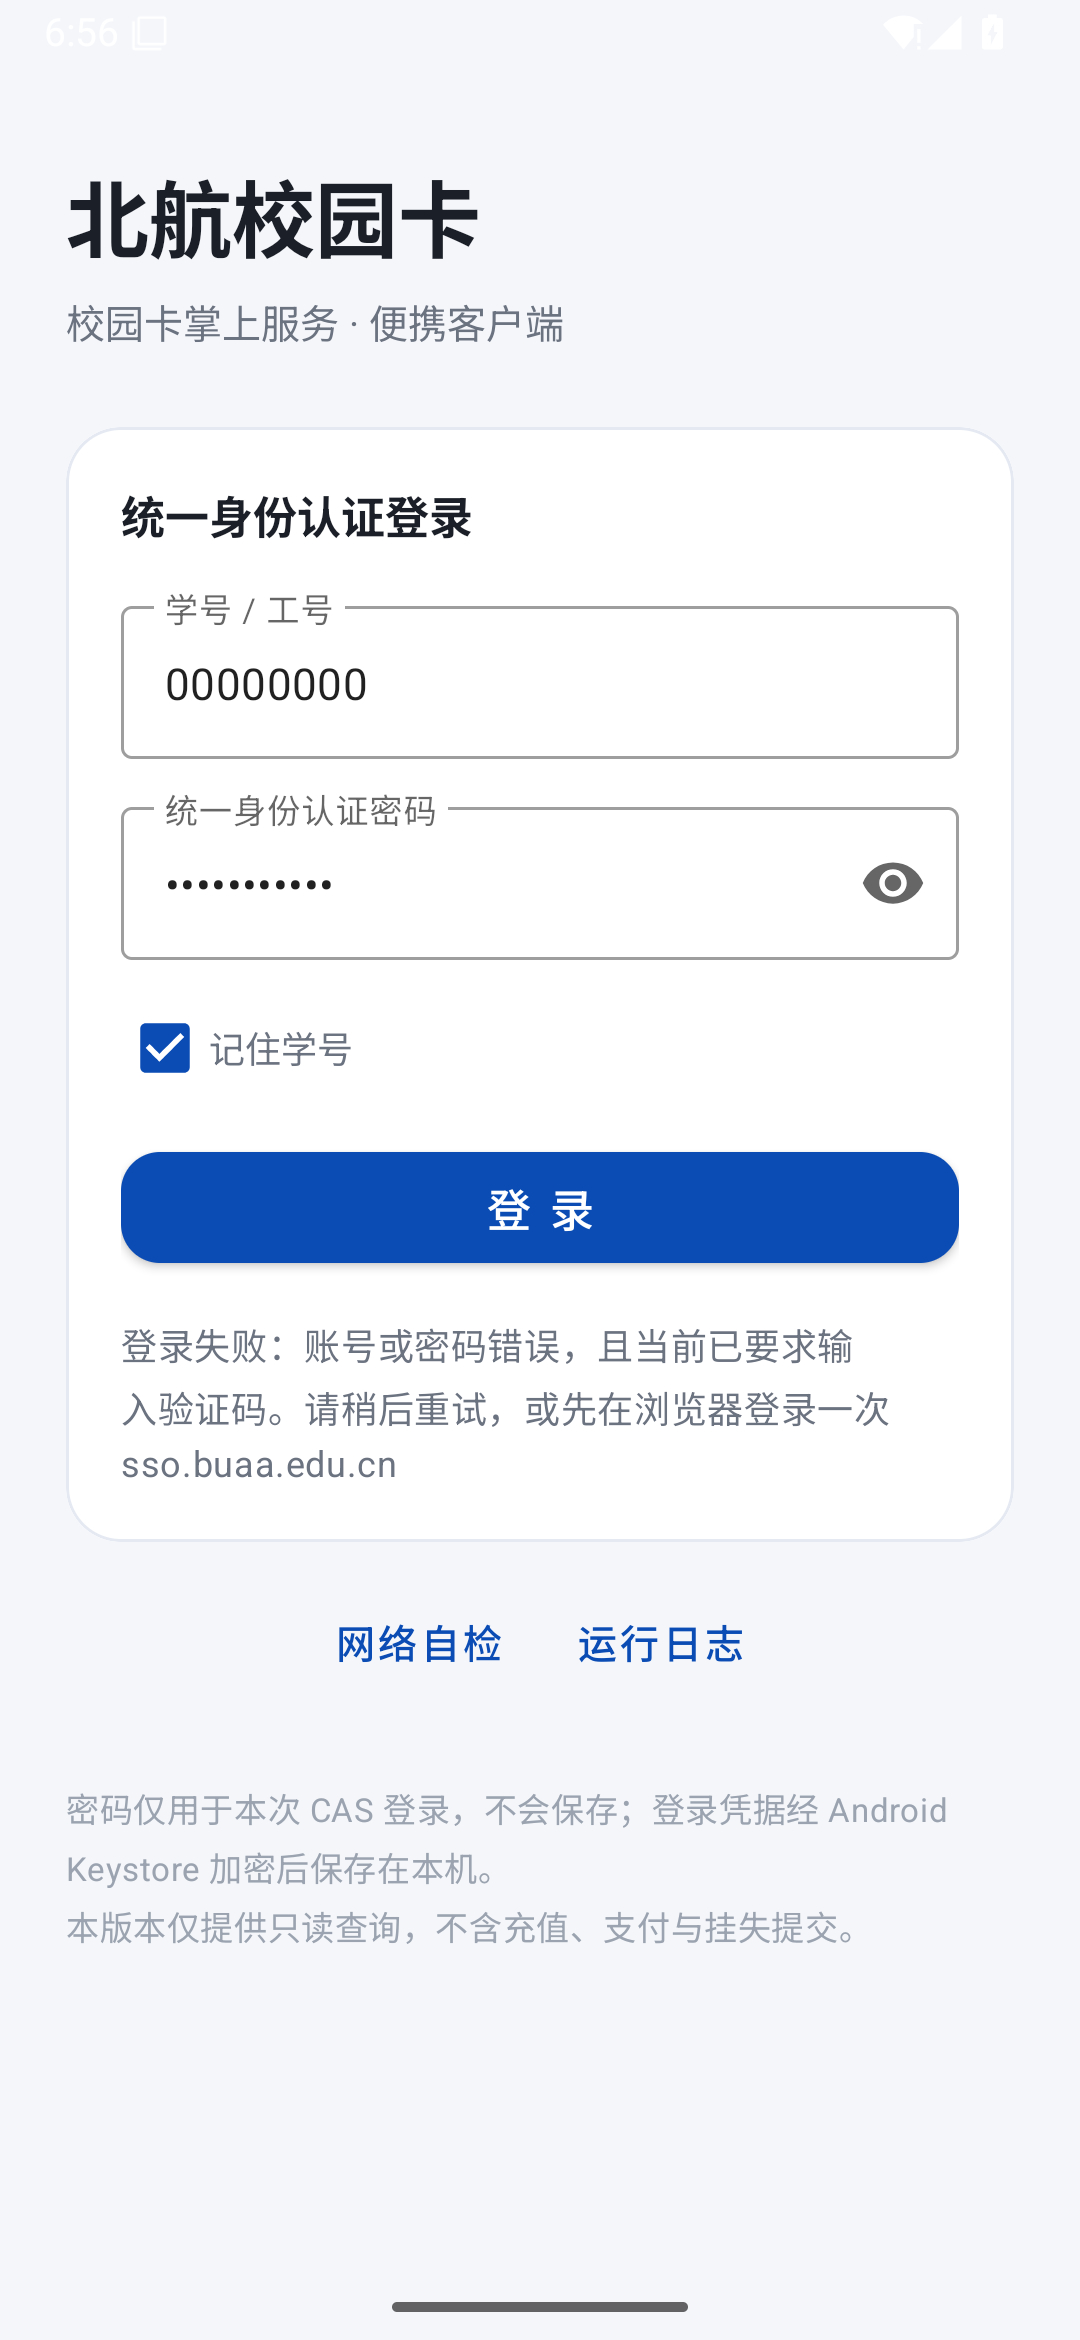 6:56
北航校园卡
校园卡掌上服务 · 便携客户端
统一身份认证登录
学号 / 工号
00000000
统一身份认证密码
•••••••••••
记住学号
登 录
登录失败：账号或密码错误，且当前已要求输
入验证码。请稍后重试，或先在浏览器登录一次
sso.buaa.edu.cn
网络自检 运行日志
密码仅用于本次 CAS 登录，不会保存；登录凭据经 Android
Keystore 加密后保存在本机。
本版本仅提供只读查询，不含充值、支付与挂失提交。